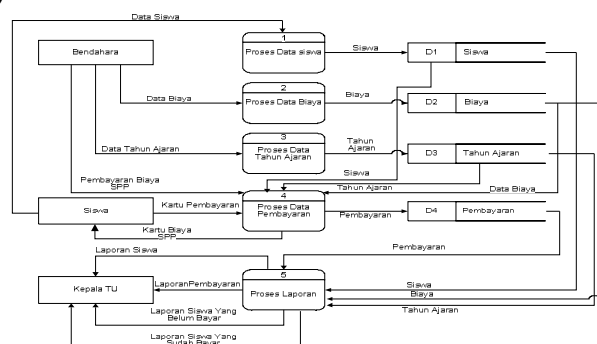 Data Siswa
1
Proses Data siswa
Siswa
D1
Siswa
Bendahara
2
Proses Data Biaya
Data Biaya
Biaya
D2
Biaya
3
Proses Data
Tahun Ajaran
Data Tahun Ajaran
Tahun
Ajaran
D3
Tahun Ajaran
Siswa
Pembayaran Biaya
SPP
Tahun Ajaran
Data Biaya
4
Proses Data
Pembayaran
Siswa
Kartu Pembayaran
Pembayaran
D4
Pembayaran
Kartu Biaya
SPP
Laporan Siswa
Pembayaran
5
Proses Laporan
Kepala TU
LaporanPembayaran
Siswa
Biaya
Tahun Ajaran
Laporan Siswa Yang
Belum Bayar
Laporan Siswa Yang
Sudah Bayar